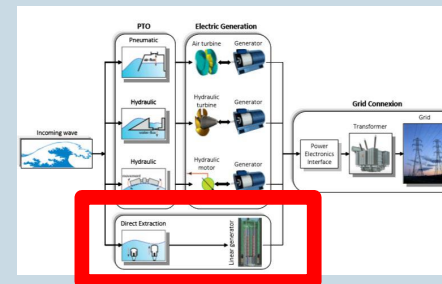 PTO
Electric Generation
Pneumatic
Air turbine
Generator
Hydraulic
Hydraulic
turbine
Generator
Grid Connexion
Incoming wave
Transformer
Grid
Power
Electronics
Interface
Hydraulic
Hydraulic
motor
Generator
Direct Extraction
Linear generator